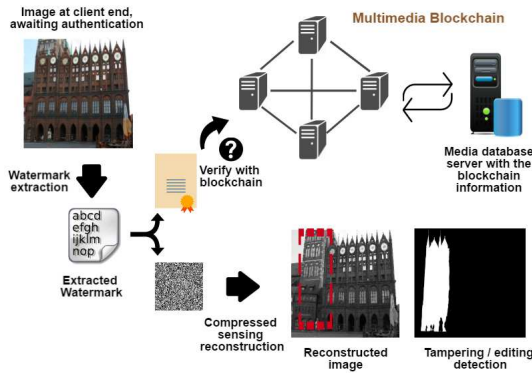 Image at client end,
awaiting authentication
Multimedia Blockchain
Watermark
extraction
abcd
efgh
ijklm
nop
Extracted
Watermark
?
Verify with
blockchain
Media database
server with the
blockchain
information
Compressed
sensing
reconstruction
Reconstructed
image
Tampering / editing
detection